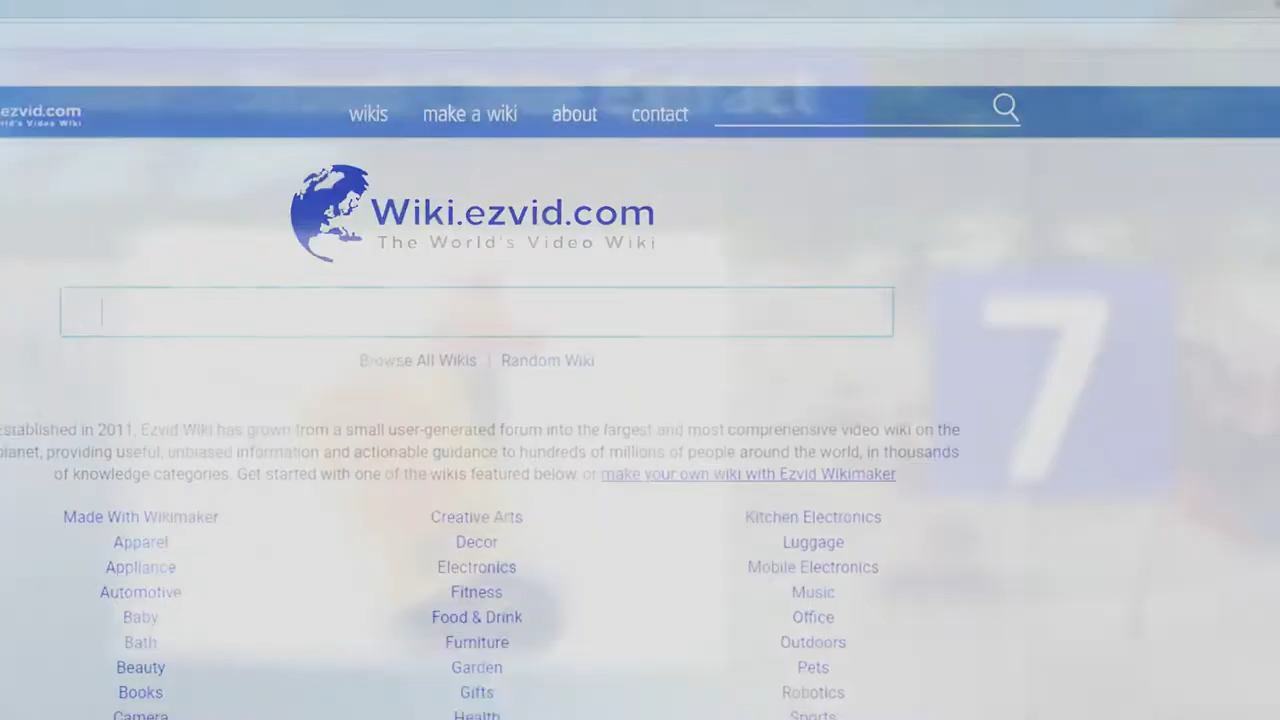 ezvid.com
wikis make a wiki about contact
Wiki.ezvid.com
The World's Video Wiki
Browse All Wikis | Random Wiki
Established in 2011, Ezvid Wiki has grown from a small user-generated forum into the largest and most comprehensive video wiki on the
planet, providing useful, unbiased information and actionable guidance to hundreds of millions of people around the world, in thousands
of knowledge categories. Get started with one of the wikis featured below, or make your own wiki with Ezvid Wikimaker
7
Made With Wikimaker Creative Arts Kitchen Electronics
Apparel Decor Luggage
Appliance Electronics Mobile Electronics
Automotive Fitness Music
Baby Food & Drink Office
Bath Furniture Outdoors
Beauty Garden Pets
Books Gifts Robotics
Camera Health Sports